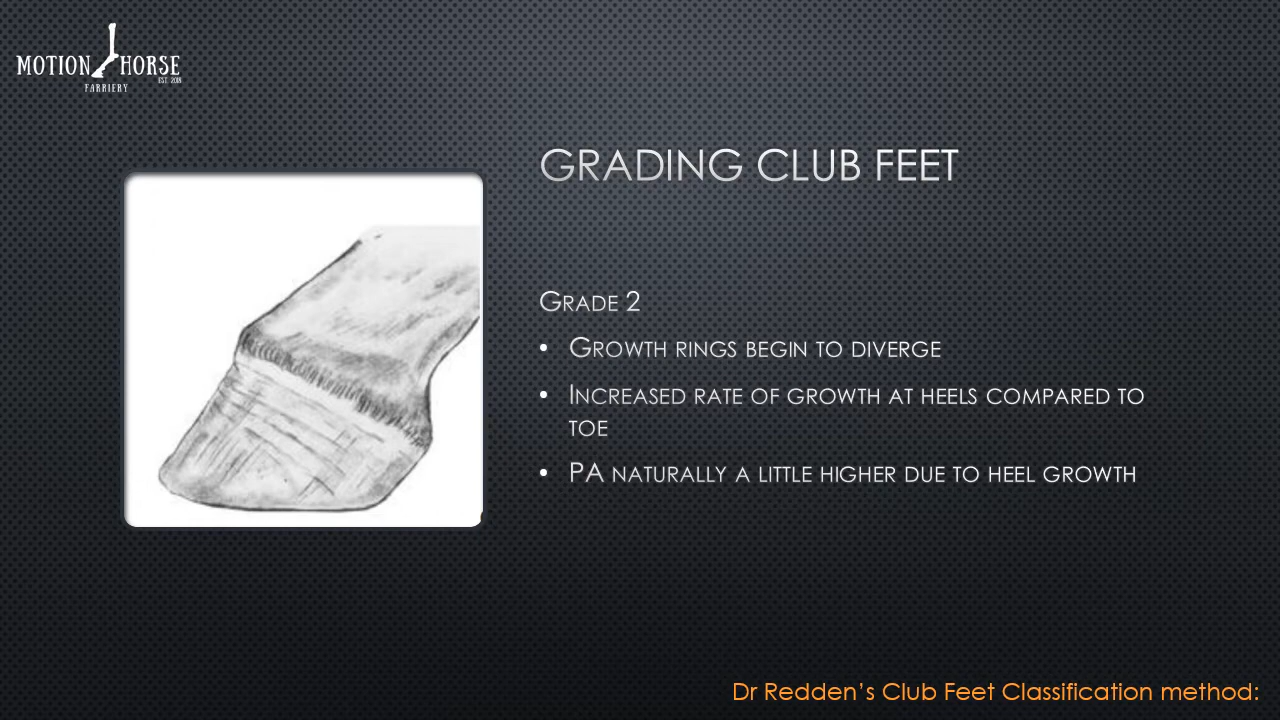 MOTION HORSE
EST. 2018
FARRIERY
GRADING CLUB FEET
GRADE 2
• GROWTH RINGS BEGIN TO DIVERGE
• INCREASED RATE OF GROWTH AT HEELS COMPARED TO
TOE
• PA NATURALLY A LITTLE HIGHER DUE TO HEEL GROWTH
Dr Redden’s Club Feet Classification method: